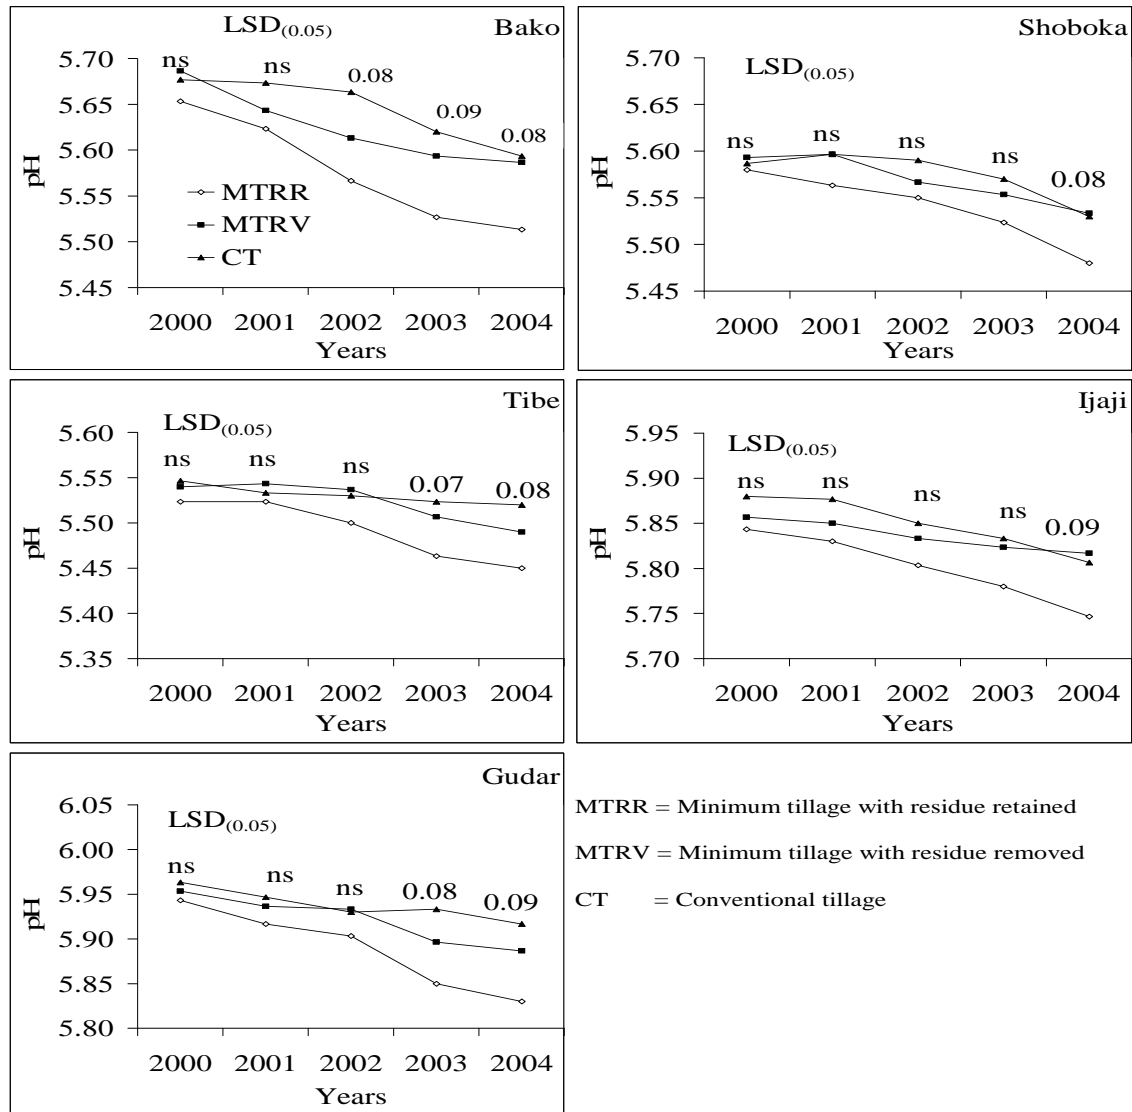 LSD(0.05) Bako
5.70 ns ns 0.08
5.65 0.09
5.60 0.08
pH
5.55 MTRR
MTRV
5.50 CT
5.45
2000 2001 2002 2003 2004
Years
Shoboka
5.70 LSD(0.05)
5.65
ns ns ns ns
5.60 0.08
pH
5.55
5.50
5.45
2000 2001 2002 2003 2004
Years
Tibe
5.60 LSD(0.05)
ns ns ns 0.07 0.08
5.55
5.50
pH
5.45
5.40
5.35
2000 2001 2002 2003 2004
Years
Ijaji
5.95 LSD(0.05)
5.90 ns ns ns ns
5.85 0.09
pH
5.80
5.75
5.70
2000 2001 2002 2003 2004
Years
Gudar
6.05 LSD(0.05)
6.00
ns ns ns 0.08 0.09
5.95
pH
5.90
5.85
5.80
2000 2001 2002 2003 2004
Years
MTRR = Minimum tillage with residue retained
MTRV = Minimum tillage with residue removed
CT = Conventional tillage